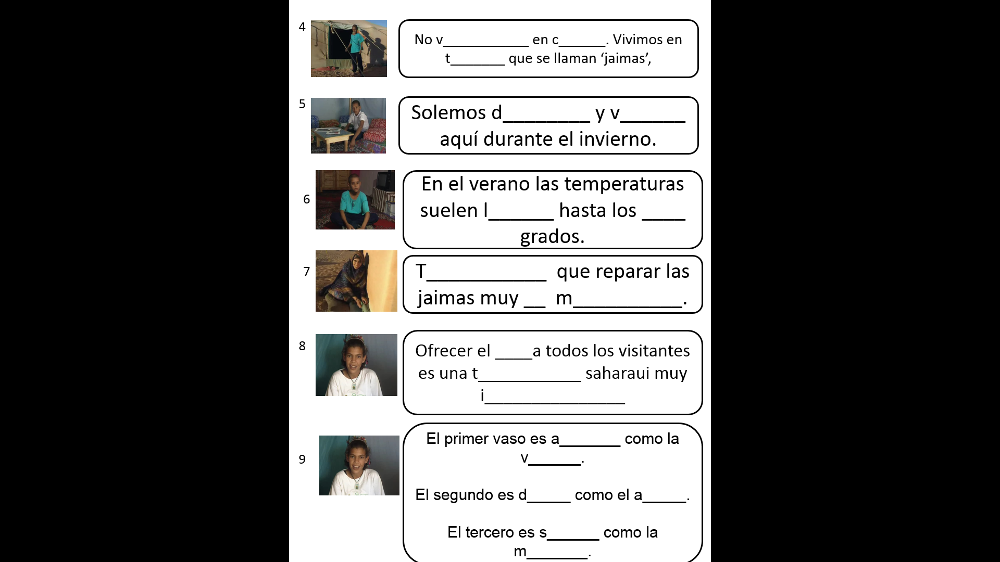 4
No v___________ en c______. Vivimos en
t_______ que se llaman ‘jaimas’,
5
Solemos d________ y v______
aquí durante el invierno.
6
En el verano las temperaturas
suelen l______ hasta los ____
grados.
7
T___________ que reparar las
jaimas muy __ m__________.
8
Ofrecer el ____a todos los visitantes
es una t___________ saharaui muy
i_______________
9
El primer vaso es a_______ como la
v______.
El segundo es d_____ como el a_____.
El tercero es s______ como la
m_______.